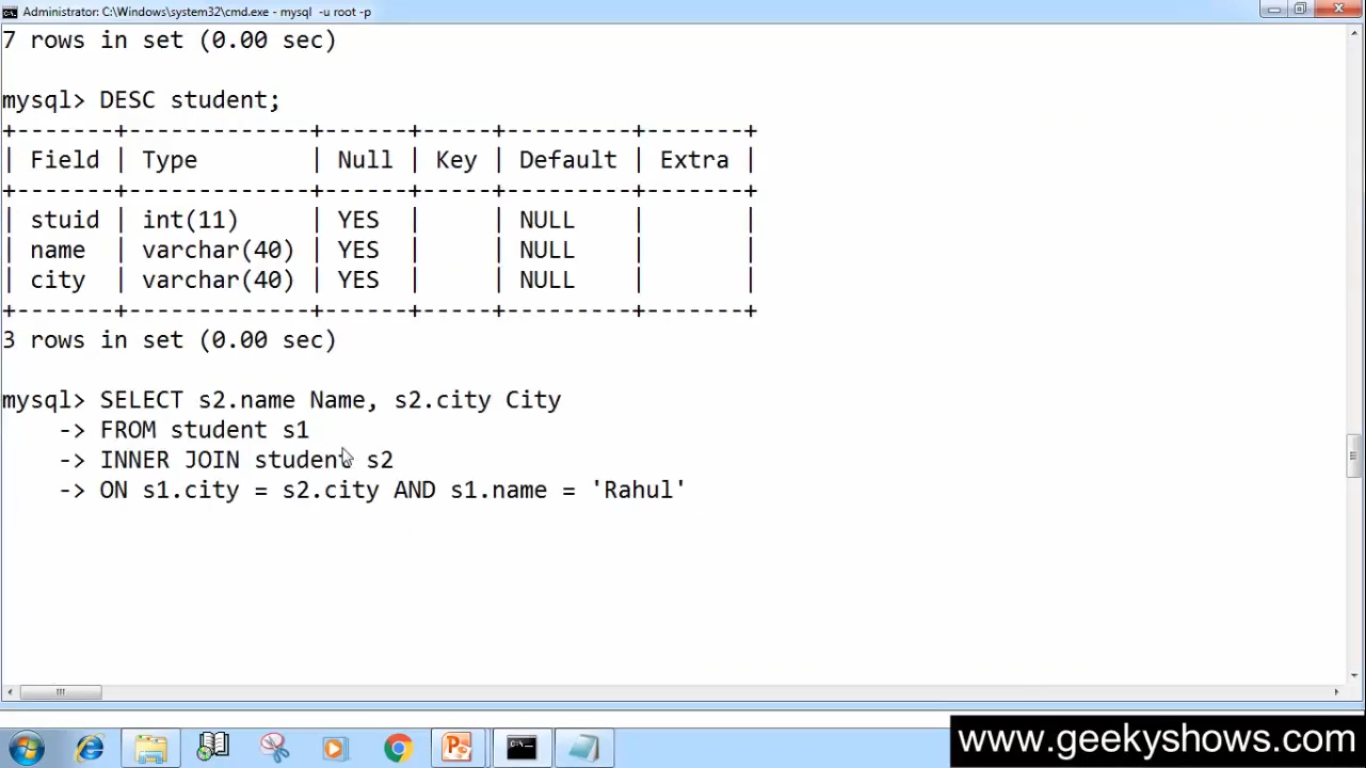 Administrator: C:\Windows\system32\cmd.exe - mysql  -u root -p
7 rows in set (0.00 sec)
mysql> DESC student;
+-------+-------------+------+-----+---------+-------+
| Field | Type        | Null | Key | Default | Extra |
+-------+-------------+------+-----+---------+-------+
| stuid | int(11)     | YES  |     | NULL    |       |
| name  | varchar(40) | YES  |     | NULL    |       |
| city  | varchar(40) | YES  |     | NULL    |       |
+-------+-------------+------+-----+---------+-------+
3 rows in set (0.00 sec)
mysql> SELECT s2.name Name, s2.city City
    -> FROM student s1
    -> INNER JOIN student s2
    -> ON s1.city = s2.city AND s1.name = 'Rahul'
www.geekyshows.com